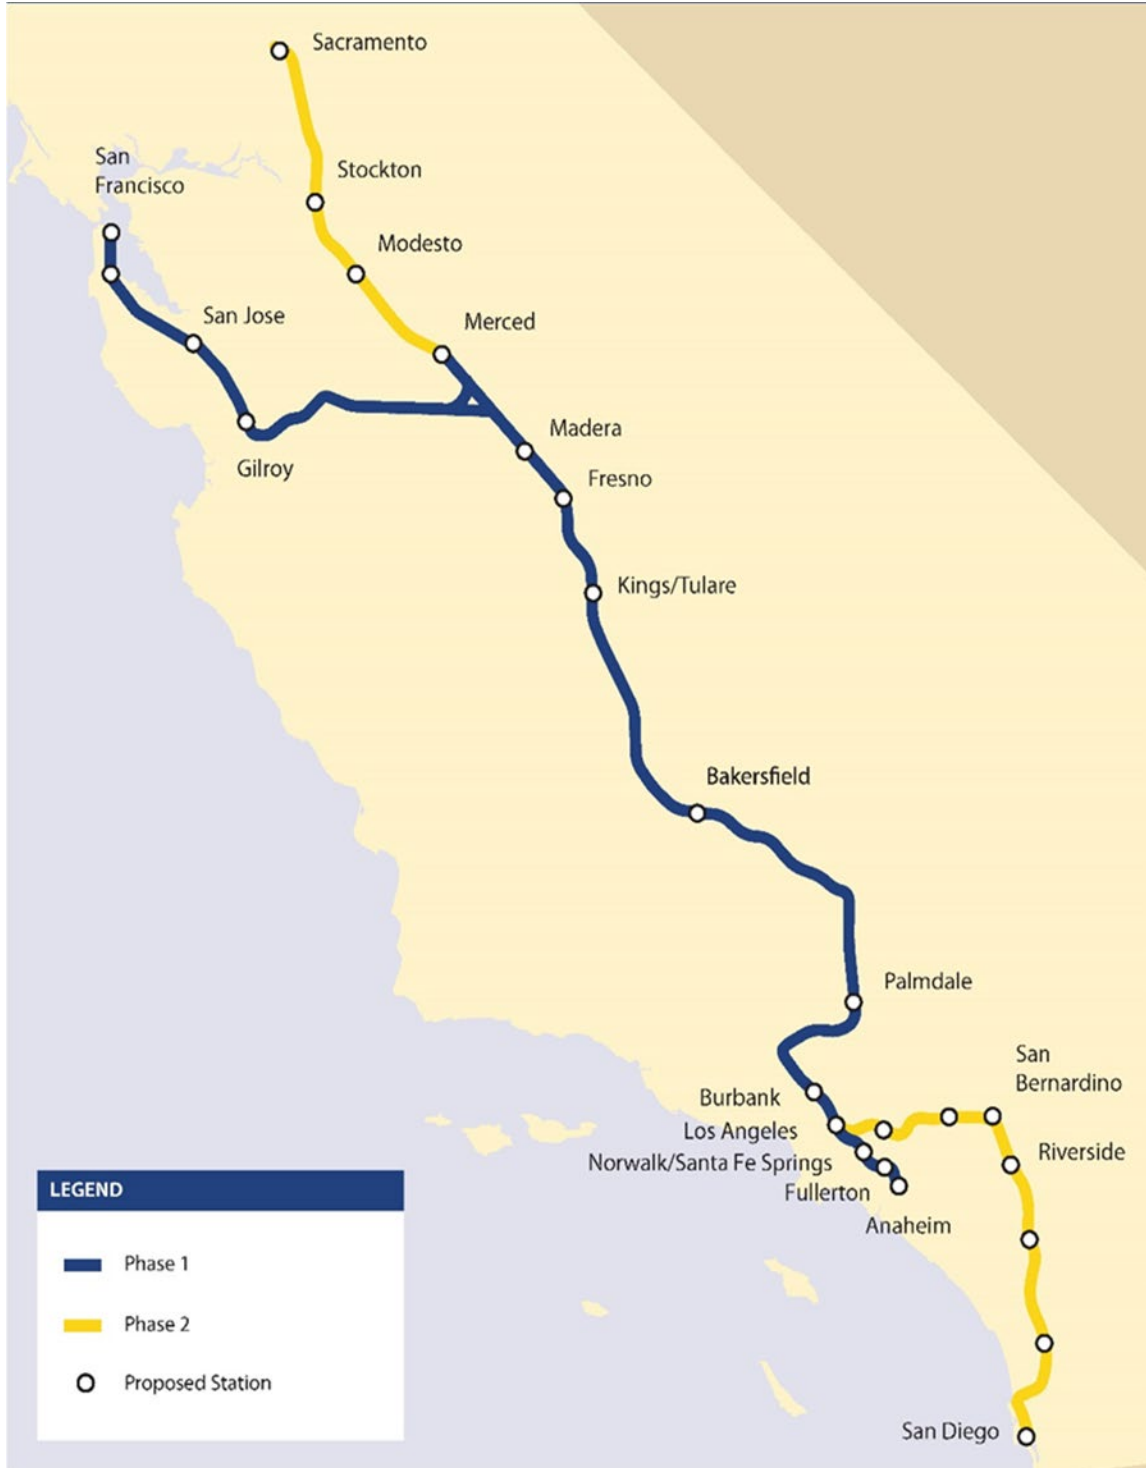 Sacramento
San
Francisco
Stockton
Modesto
San Jose
Merced
Madera
Gilroy
Fresno
Kings/Tulare
Bakersfield
Palmdale
San
Bernardino
Burbank
Los Angeles
Riverside
Norwalk/Santa Fe Springs
Fullerton
Anaheim
LEGEND
Phase 1
Phase 2
Proposed Station
San Diego